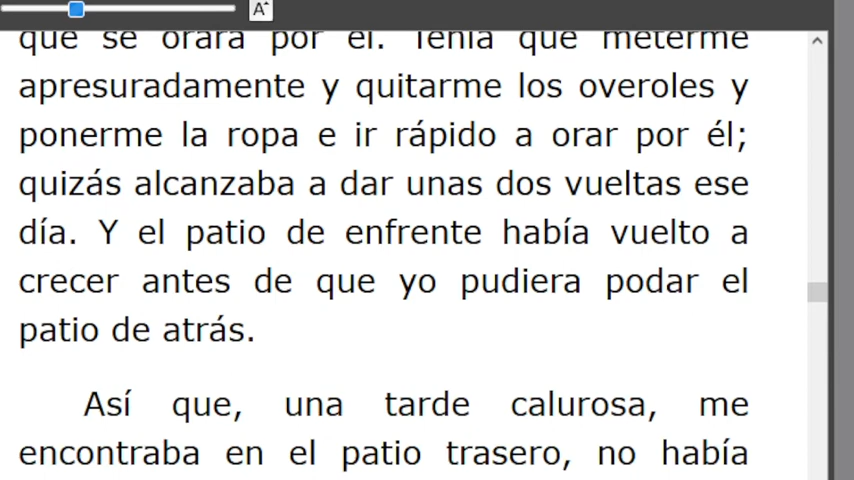 A
que se orara por él. Tenía que meterme
apresuradamente y quitarme los overoles y
ponerme la ropa e ir rápido a orar por él;
quizás alcanzaba a dar unas dos vueltas ese
día. Y el patio de enfrente había vuelto a
crecer antes de que yo pudiera podar el
patio de atrás.
Así que, una tarde calurosa, me
encontraba en el patio trasero, no había